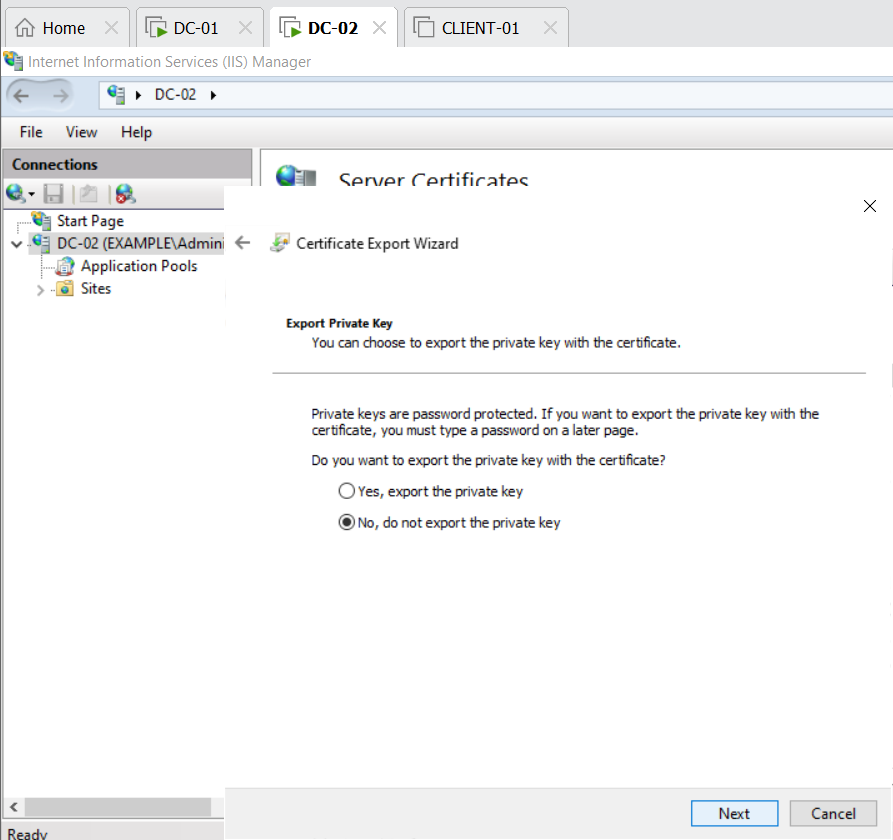 Home DC-01 DC-02 CLIENT-01
Internet Information Services (IIS) Manager
DC-02
File View Help
Connections
Server Certificates
Start Page
DC-02 (EXAMPLE\Admini
Application Pools
Sites
Certificate Export Wizard
Export Private Key
You can choose to export the private key with the certificate.
Private keys are password protected. If you want to export the private key with the
certificate, you must type a password on a later page.
Do you want to export the private key with the certificate?
Yes, export the private key
No, do not export the private key
Next Cancel
Ready